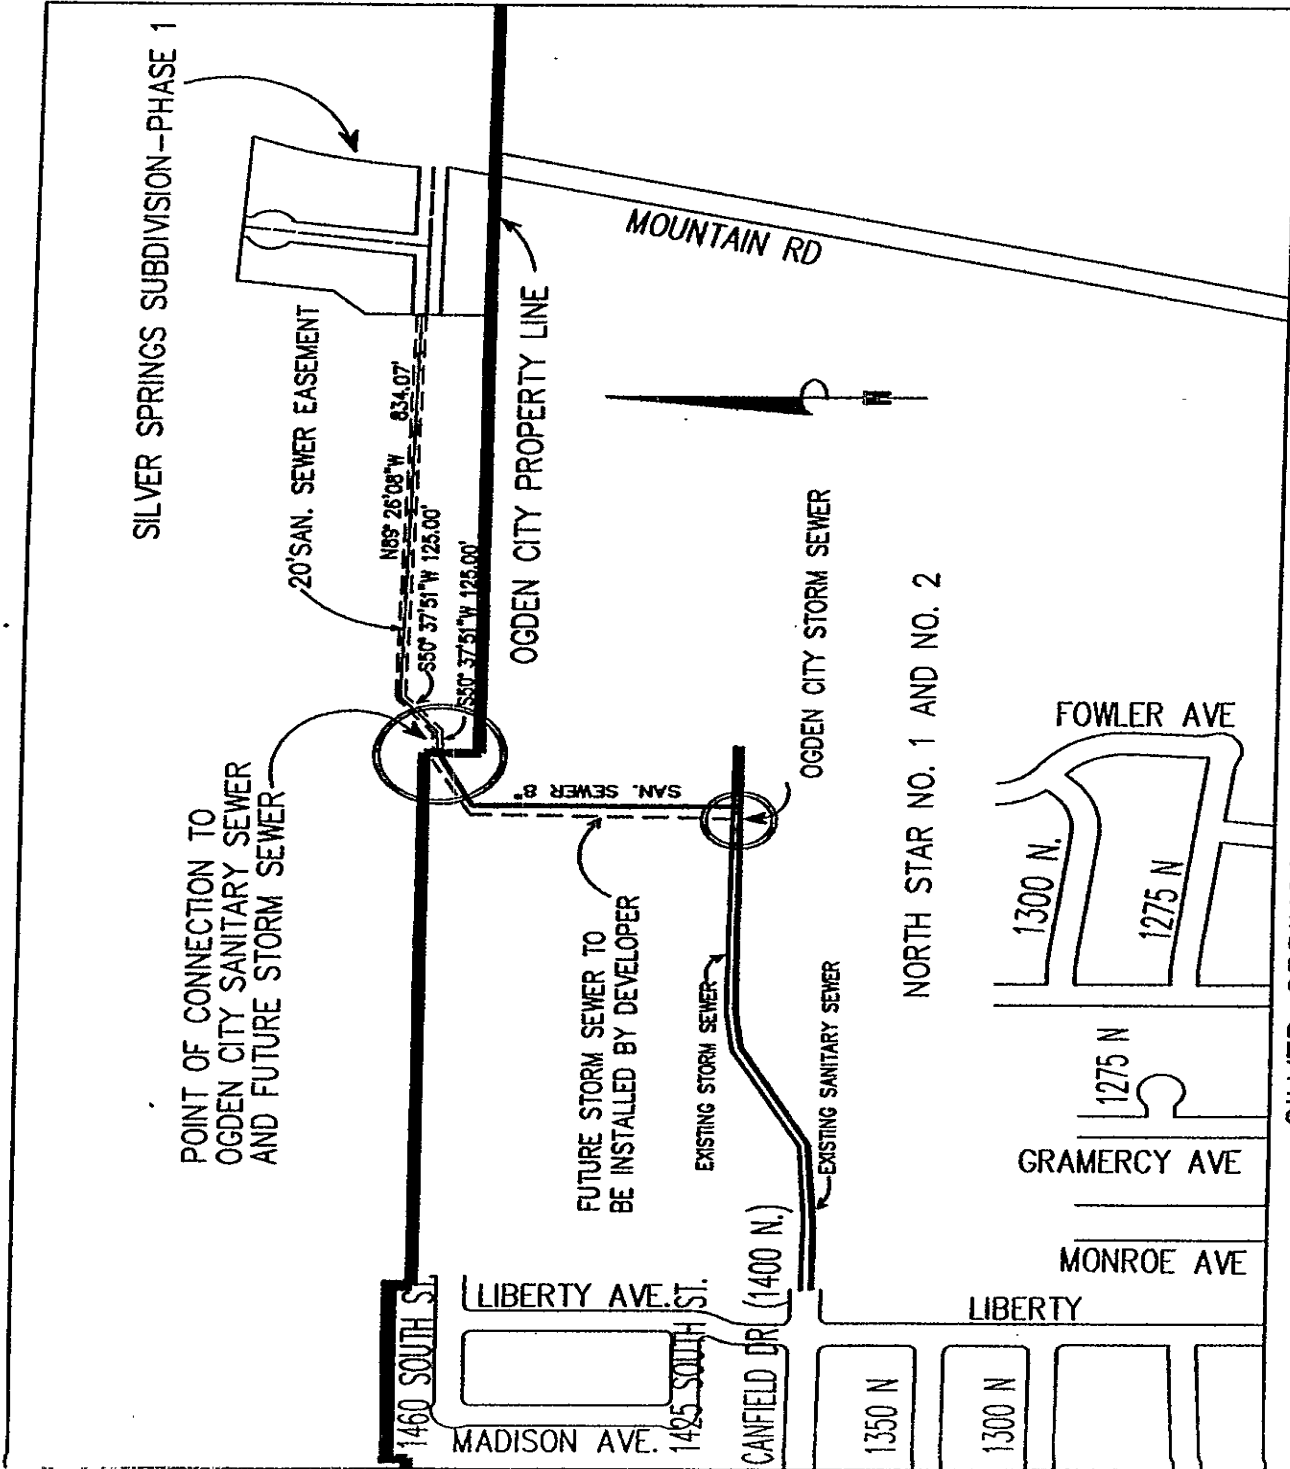 SILVER SPRINGS SUBDIVISION-PHASE 1
20'SAN. SEWER EASEMENT
N89° 26'08"W 834.07'
S50° 37'51"W 125.00'
S50° 37'51"W 125.00'
OGDEN CITY PROPERTY LINE
MOUNTAIN RD
POINT OF CONNECTION TO
OGDEN CITY SANITARY SEWER
AND FUTURE STORM SEWER
SAN. SEWER 8"
OGDEN CITY STORM SEWER
FUTURE STORM SEWER TO
BE INSTALLED BY DEVELOPER
EXISTING STORM SEWER
EXISTING SANITARY SEWER
NORTH STAR NO. 1 AND NO. 2
FOWLER AVE
1300 N.
1275 N
1275 N
GRAMERCY AVE
MONROE AVE
LIBERTY
LIBERTY AVE.
1460 SOUTH ST.
1425 SOUTH ST.
CANFIELD DR (1400 N.)
MADISON AVE.
1350 N
1300 N